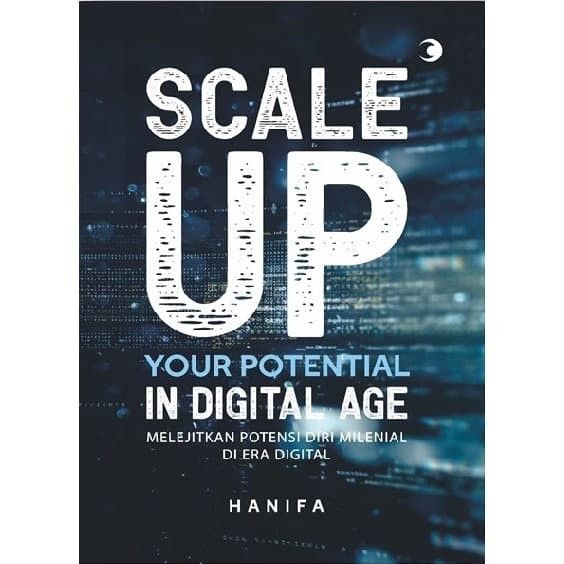 SCALE
UP
YOUR POTENTIAL
IN DIGITAL AGE
MELEJITKAN POTENSI DIRI MILENIAL
DI ERA DIGITAL
HANIFA